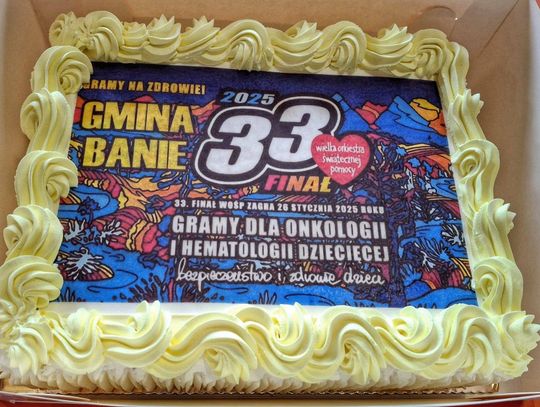 GRAMY NA ZDROWIE!
GMINA
BANIE
2025
33
FINAŁ
wielka orkiestra
świątecznej
pomocy
33. FINAŁ WOŚP ZAGRA 26 STYCZNIA 2025 ROKU
GRAMY DLA ONKOLOGII
I HEMATOLOGII DZIECIĘCEJ
bezpieczeństwo i zdrowie dzieci